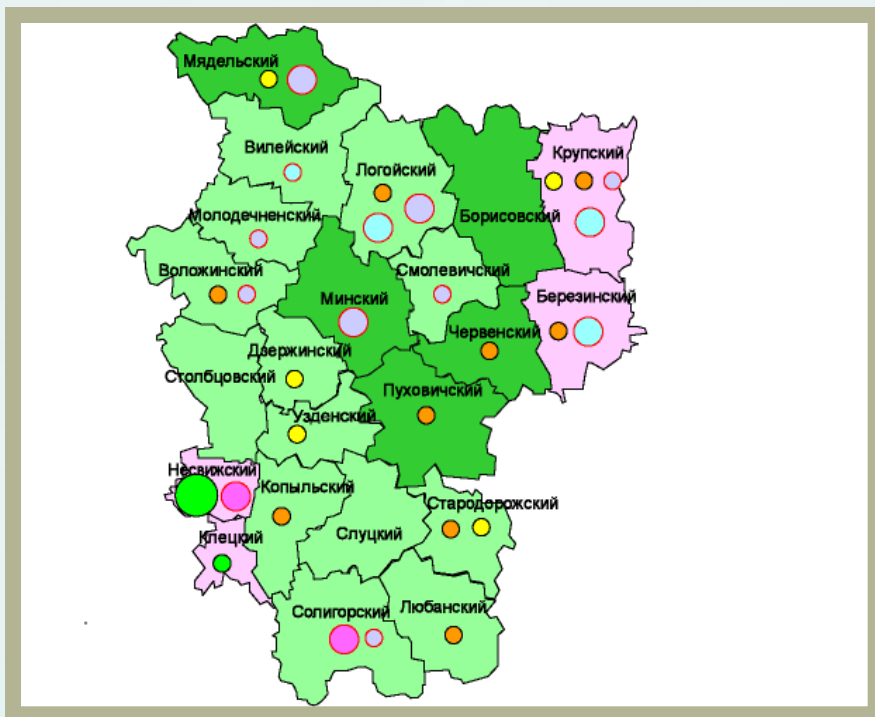 Мядельский
Вилейский
Крупский
Логойский
Молодечненский
Борисовский
Воложинский
Смолевичский
Минский
Березинский
Червенский
Дзержинский
Столбцовский
Пуховичский
Узденский
Несвижский
Копыльский
Стародорожский
Клецкий
Слуцкий
Солигорский
Любанский